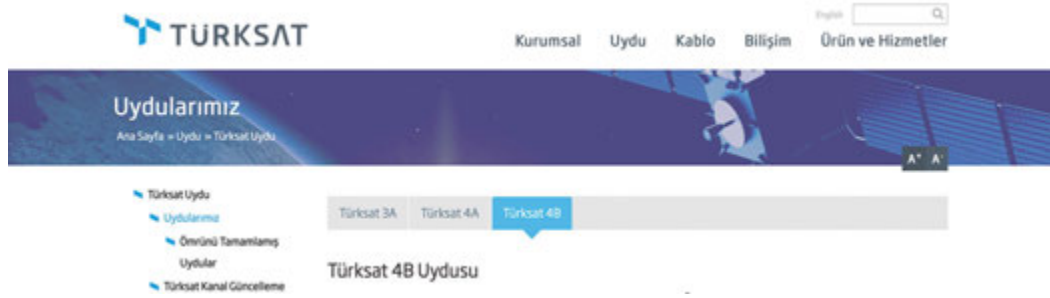 English
TÜRKSAT
Kurumsal Uydu Kablo Bilişim Ürün ve Hizmetler
Uydularımız
Ana Sayfa » Uydu » Türksat Uydu
A+ A-
Türksat Uydu
Uydularımız
Ömrünü Tamamlamış
Uydular
Türksat Kanal Güncelleme
Türksat 3A Türksat 4A Türksat 4B
Türksat 4B Uydusu